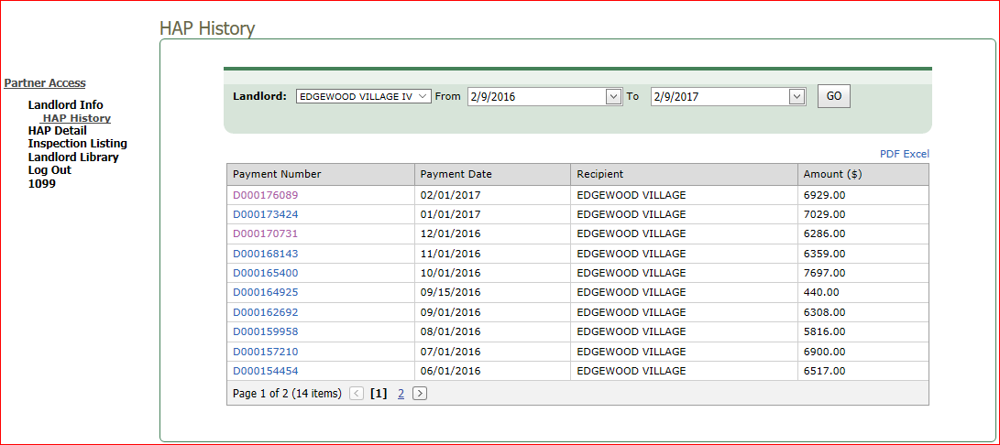 HAP History
Partner Access
Landlord Info
HAP History
HAP Detail
Inspection Listing
Landlord Library
Log Out
1099
Landlord: EDGEWOOD VILLAGE IV From 2/9/2016 To 2/9/2017 GO
PDF Excel
Payment Number Payment Date Recipient Amount ($)
D000176089 02/01/2017 EDGEWOOD VILLAGE 6929.00
D000173424 01/01/2017 EDGEWOOD VILLAGE 7029.00
D000170731 12/01/2016 EDGEWOOD VILLAGE 6286.00
D000168143 11/01/2016 EDGEWOOD VILLAGE 6359.00
D000165400 10/01/2016 EDGEWOOD VILLAGE 7697.00
D000164925 09/15/2016 EDGEWOOD VILLAGE 440.00
D000162692 09/01/2016 EDGEWOOD VILLAGE 6308.00
D000159958 08/01/2016 EDGEWOOD VILLAGE 5816.00
D000157210 07/01/2016 EDGEWOOD VILLAGE 6900.00
D000154454 06/01/2016 EDGEWOOD VILLAGE 6517.00
Page 1 of 2 (14 items) < [1] 2 >